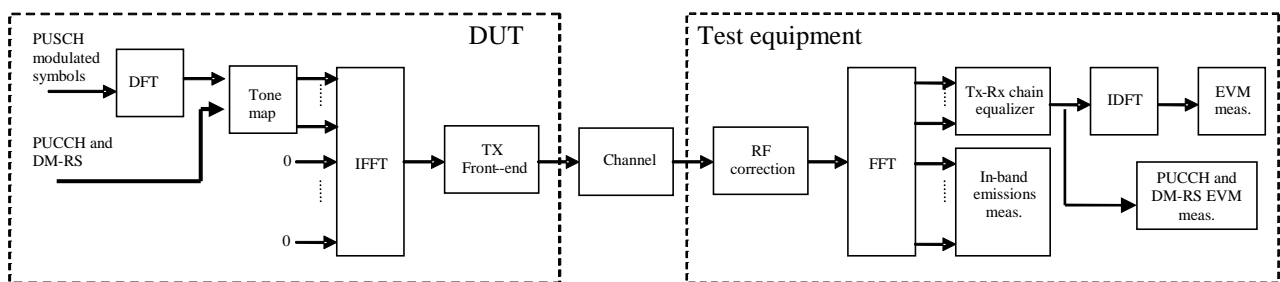 DUT
Test equipment
PUSCH
modulated
symbols
DFT
Tone
map
PUCCH and
DM-RS
0
0
IFFT
TX
Front--end
Channel
RF
correction
FFT
Tx-Rx chain
equalizer
In-band
emissions
meas.
IDFT
EVM
meas.
PUCCH and
DM-RS EVM
meas.